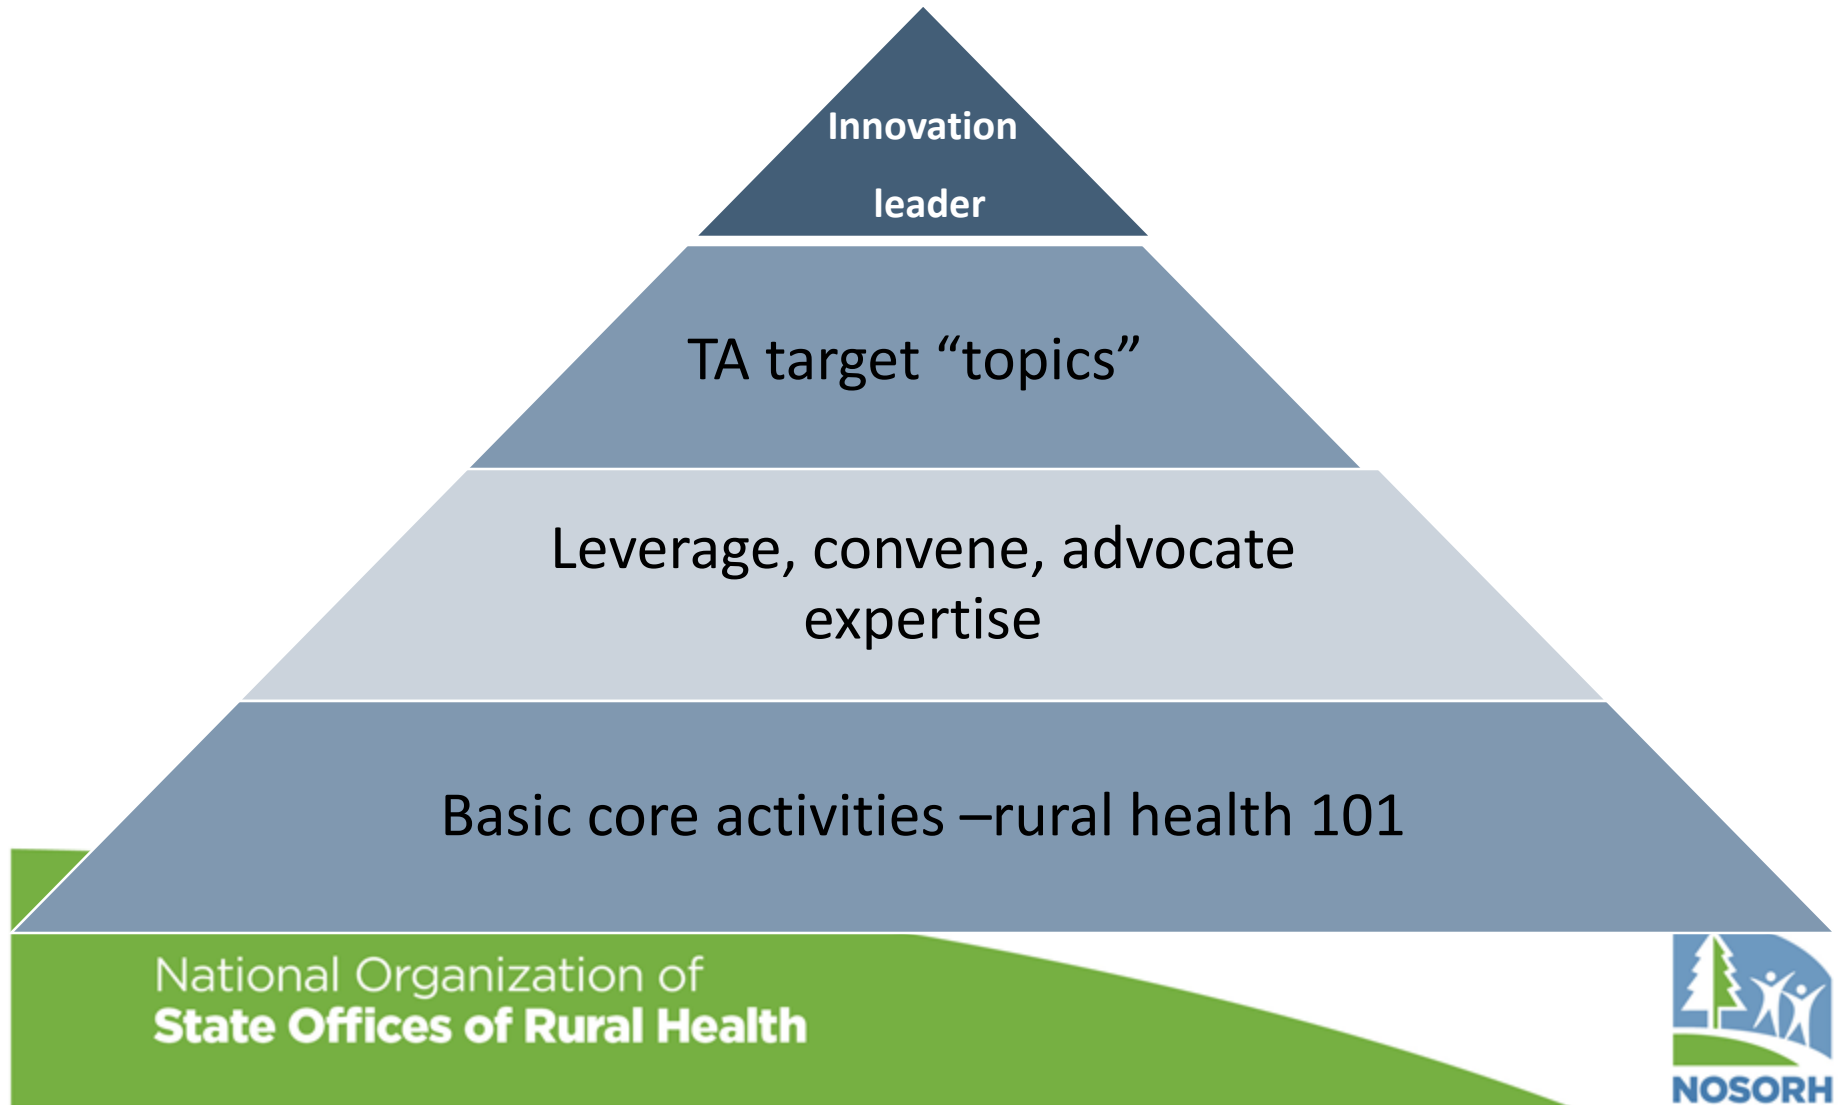 Innovation
leader
TA target “topics”
Leverage, convene, advocate
expertise
Basic core activities –rural health 101
National Organization of
State Offices of Rural Health
NOSORH